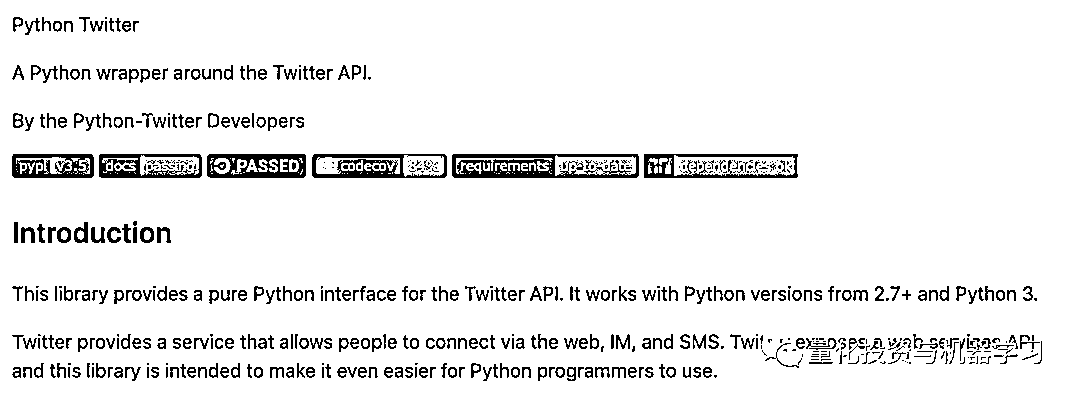 Python Twitter
A Python wrapper around the Twitter API.
By the Python-Twitter Developers
pypi v3.5 docs passing PASSED codecov 84% requirements up-to-date dependencies ok
Introduction
This library provides a pure Python interface for the Twitter API. It works with Python versions from 2.7+ and Python 3.
Twitter provides a service that allows people to connect via the web, IM, and SMS. Twitter exposes a web services API
量化投资与机器学习
and this library is intended to make it even easier for Python programmers to use.